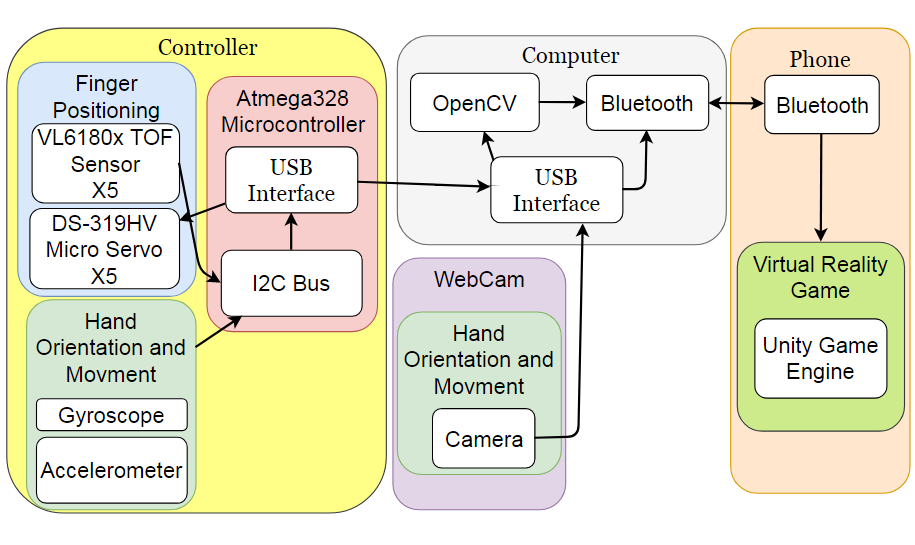 Controller
Finger
Positioning
VL6180x TOF
Sensor
X5
DS-319HV
Micro Servo
X5
Hand
Orientation and
Movment
Gyroscope
Accelerometer
Atmega328
Microcontroller
USB
Interface
I2C Bus
Computer
OpenCV
Bluetooth
USB
Interface
WebCam
Hand
Orientation and
Movment
Camera
Phone
Bluetooth
Virtual Reality
Game
Unity Game
Engine